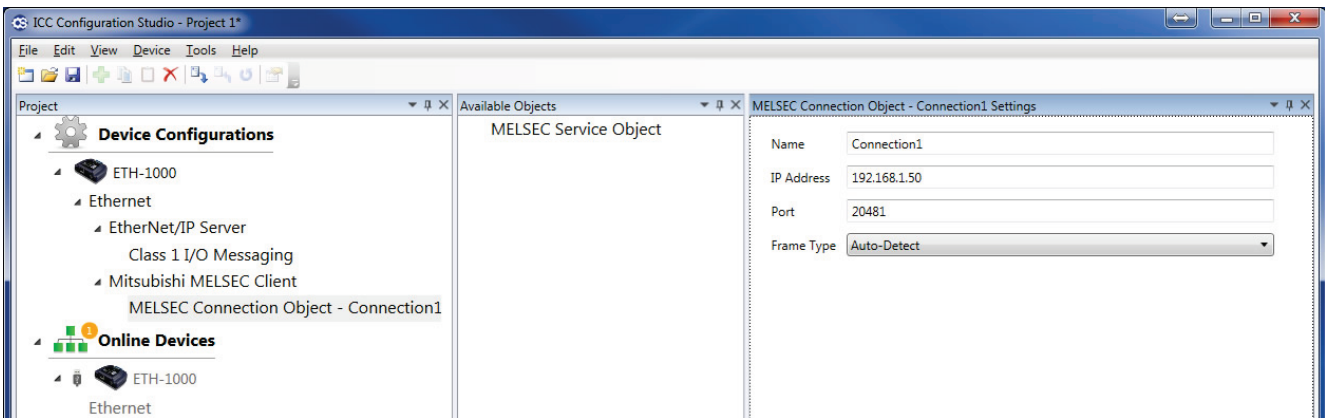 ICC Configuration Studio - Project 1*
File Edit View Device Tools Help
Project
Device Configurations
ETH-1000
Ethernet
EtherNet/IP Server
Class 1 I/O Messaging
Mitsubishi MELSEC Client
MELSEC Connection Object - Connection1
1
Online Devices
ETH-1000
Ethernet
Available Objects
MELSEC Service Object
MELSEC Connection Object - Connection1 Settings
Name Connection1
IP Address 192.168.1.50
Port 20481
Frame Type Auto-Detect